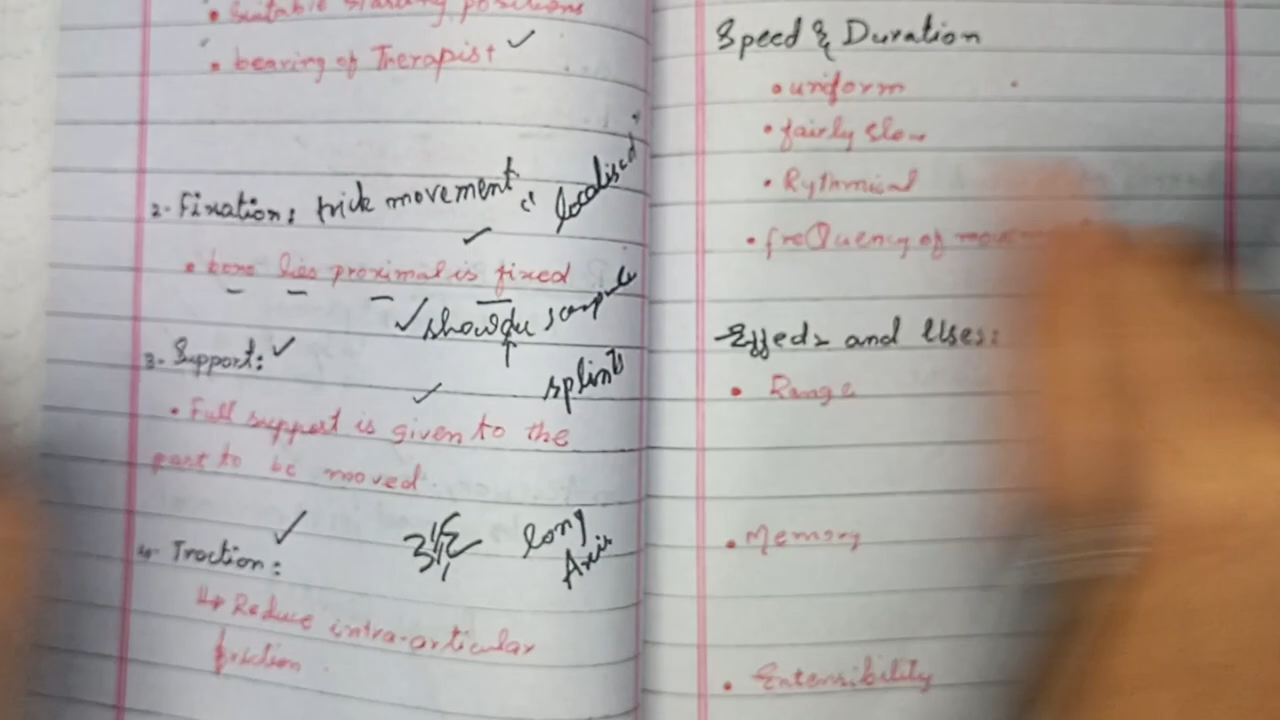 • Suitable starting positions
• bearing of Therapist ✓
2. Fixation: trick movement " localised
• bone lies proximal is fixed
✓
3. Support: ✓
splints
• Full support is given to the
part to be moved.
4. Traction:
long
Axis
↳ Reduce intra-articular
friction.
Speed & Duration
• uniform
• fairly slow
• Rythmical
• freQuency of
Effects and Uses:
• Range
• Memory
• Extensibility